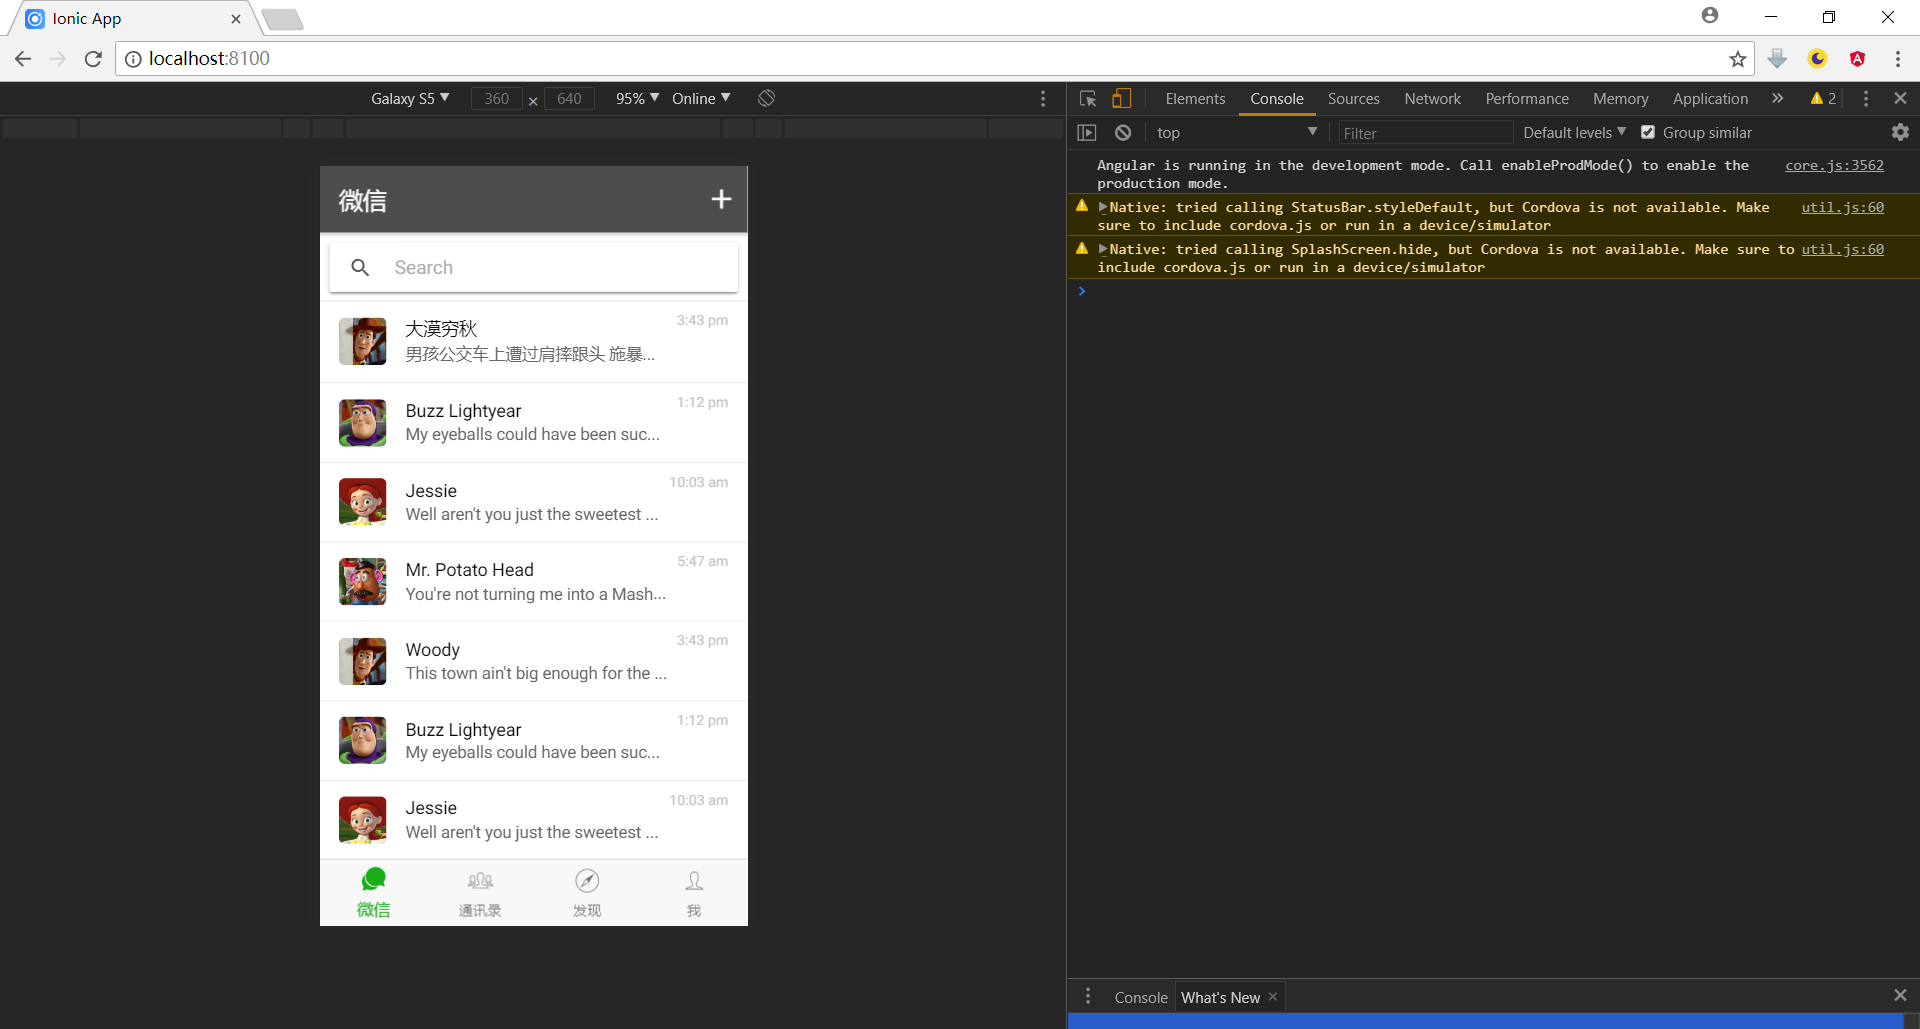 Ionic App
localhost:8100
Galaxy S5 360 × 640 95% Online
Elements Console Sources Network Performance Memory Application 2
top Filter Default levels Group similar
Angular is running in the development mode. Call enableProdMode() to enable the core.js:3562
production mode.
Native: tried calling StatusBar.styleDefault, but Cordova is not available. Make util.js:60
sure to include cordova.js or run in a device/simulator
Native: tried calling SplashScreen.hide, but Cordova is not available. Make sure to util.js:60
include cordova.js or run in a device/simulator
微信
Search
大漠穷秋 3:43 pm
男孩公交车上遭过肩摔跟头 施暴...
Buzz Lightyear 1:12 pm
My eyeballs could have been suc...
Jessie 10:03 am
Well aren't you just the sweetest ...
Mr. Potato Head 5:47 am
You're not turning me into a Mash...
Woody 3:43 pm
This town ain't big enough for the ...
Buzz Lightyear 1:12 pm
My eyeballs could have been suc...
Jessie 10:03 am
Well aren't you just the sweetest ...
微信 通讯录 发现 我
Console What's New